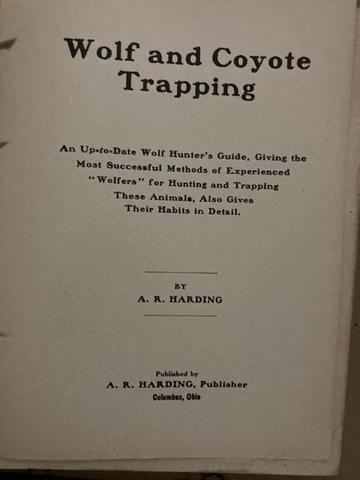 Wolf and Coyote
Trapping
An Up-to-Date Wolf Hunter's Guide, Giving the
Most Successful Methods of Experienced
"Wolfers" for Hunting and Trapping
These Animals, Also Gives
Their Habits in Detail.
BY
A. R. HARDING
Published by
A. R. HARDING, Publisher
Columbus, Ohio